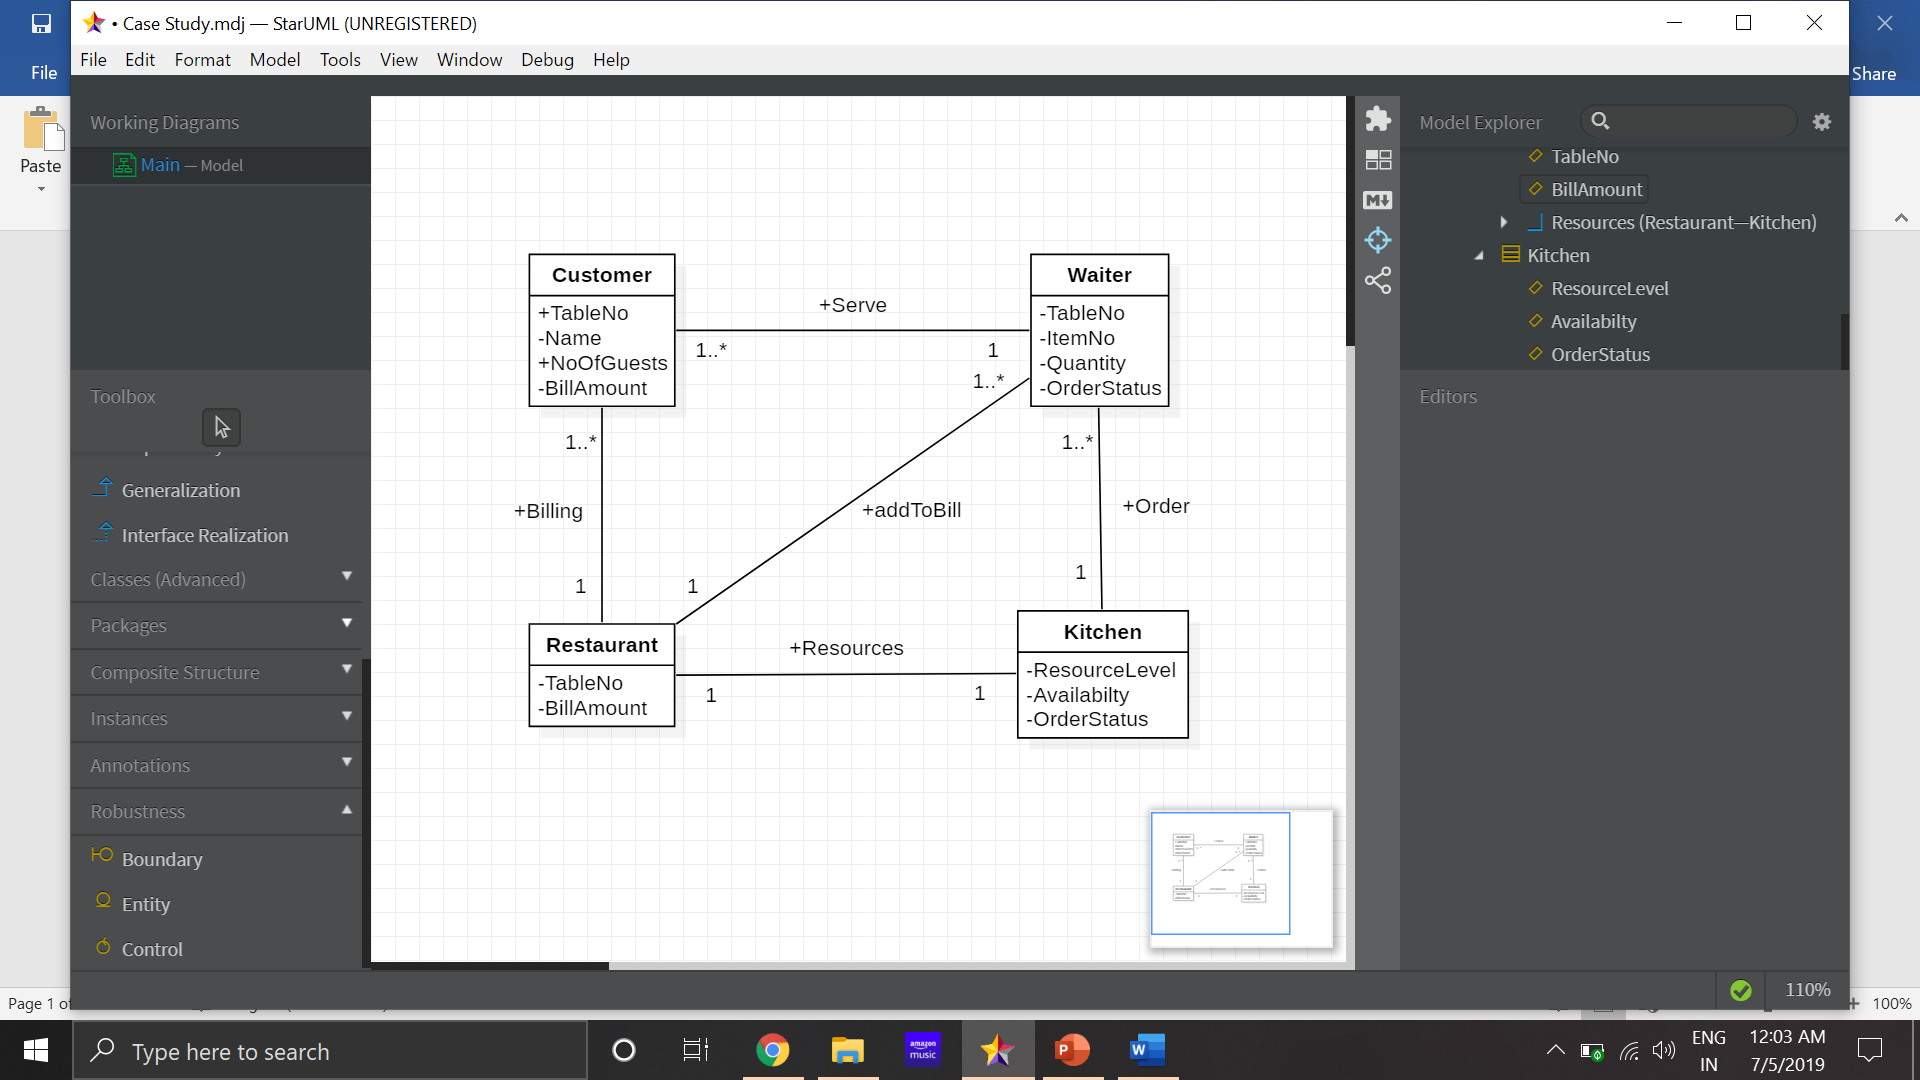 • Case Study.mdj — StarUML (UNREGISTERED)
File Edit Format Model Tools View Window Debug Help
File
Share
Paste
Working Diagrams
Main — Model
Toolbox
Generalization
Interface Realization
Classes (Advanced)
Packages
Composite Structure
Instances
Annotations
Robustness
Boundary
Entity
Control
Customer
+TableNo
-Name
+NoOfGuests
-BillAmount
+Serve
1..*
1
Waiter
-TableNo
-ItemNo
-Quantity
-OrderStatus
1..*
1..*
1..*
+Billing
+addToBill
+Order
1
1
1
Restaurant
-TableNo
-BillAmount
+Resources
1
1
Kitchen
-ResourceLevel
-Availabilty
-OrderStatus
Model Explorer
TableNo
BillAmount
Resources (Restaurant—Kitchen)
Kitchen
ResourceLevel
Availabilty
OrderStatus
Editors
110%
Page 1
100%
Type here to search
amazon
music
P
W
ENG
IN
12:03 AM
7/5/2019